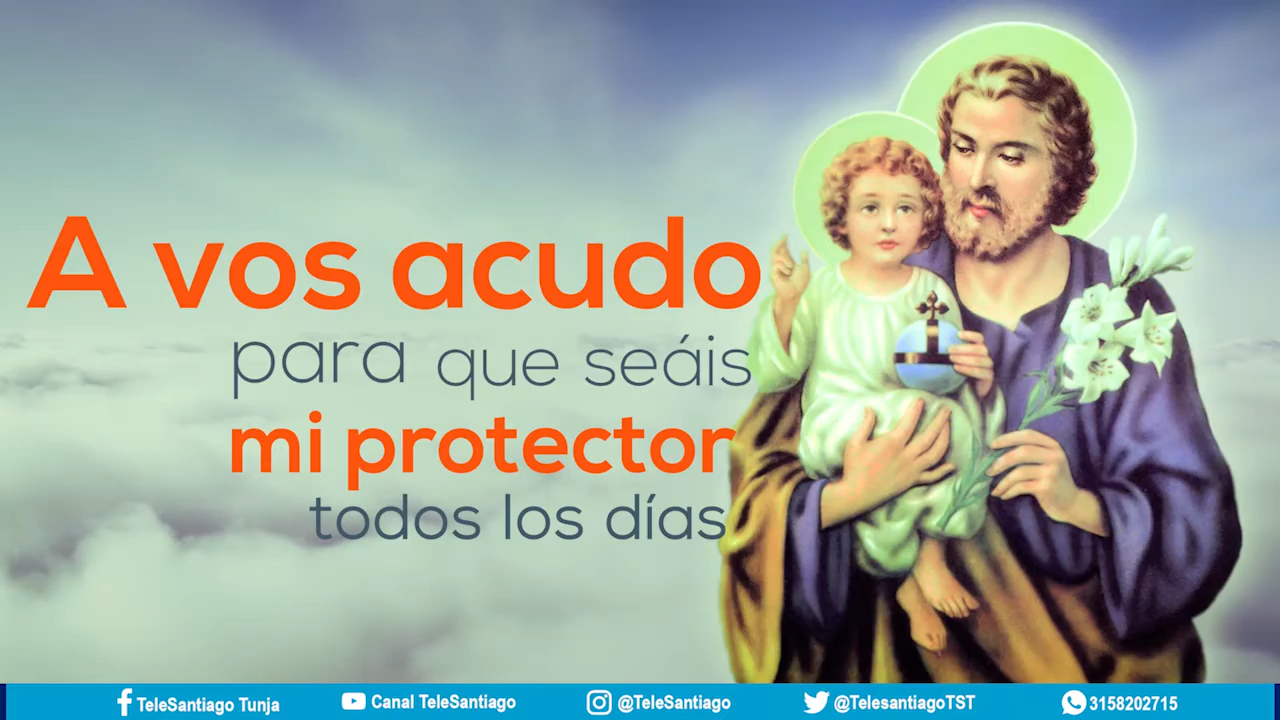 A vos acudo
para que seáis
mi protector
todos los días
TeleSantiago Tunja
Canal TeleSantiago
@TeleSantiago
@TelesantiagoTST
3158202715